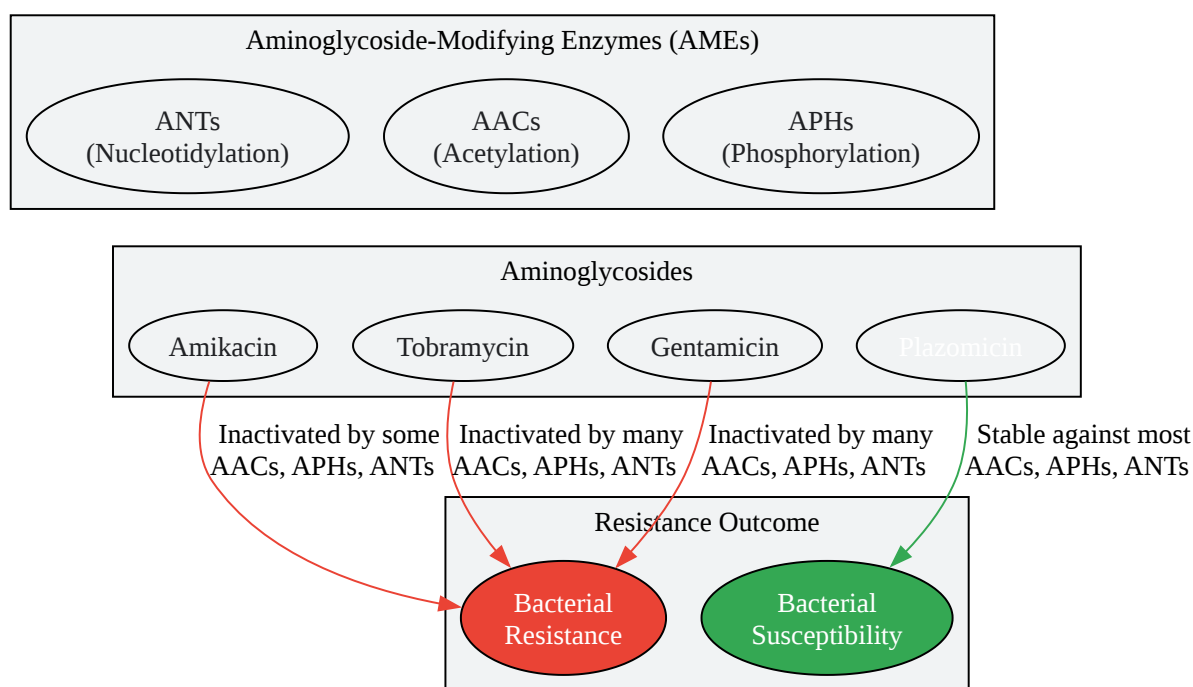 Aminoglycoside-Modifying Enzymes (AMEs)
ANTs
(Nucleotidylation)
AACs
(Acetylation)
APHs
(Phosphorylation)
Aminoglycosides
Amikacin
Tobramycin
Gentamicin
Plazomicin
Inactivated by some
AACs, APHs, ANTs
Inactivated by many
AACs, APHs, ANTs
Inactivated by many
AACs, APHs, ANTs
Stable against most
AACs, APHs, ANTs
Resistance Outcome
Bacterial
Resistance
Bacterial
Susceptibility